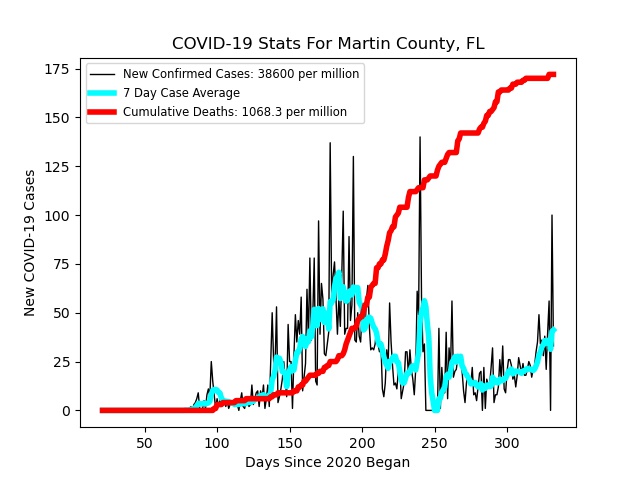 COVID-19 Stats For Martin County, FL
New Confirmed Cases: 38600 per million
7 Day Case Average
Cumulative Deaths: 1068.3 per million
New COVID-19 Cases
175
150
125
100
75
50
25
0
50 100 150 200 250 300
Days Since 2020 Began